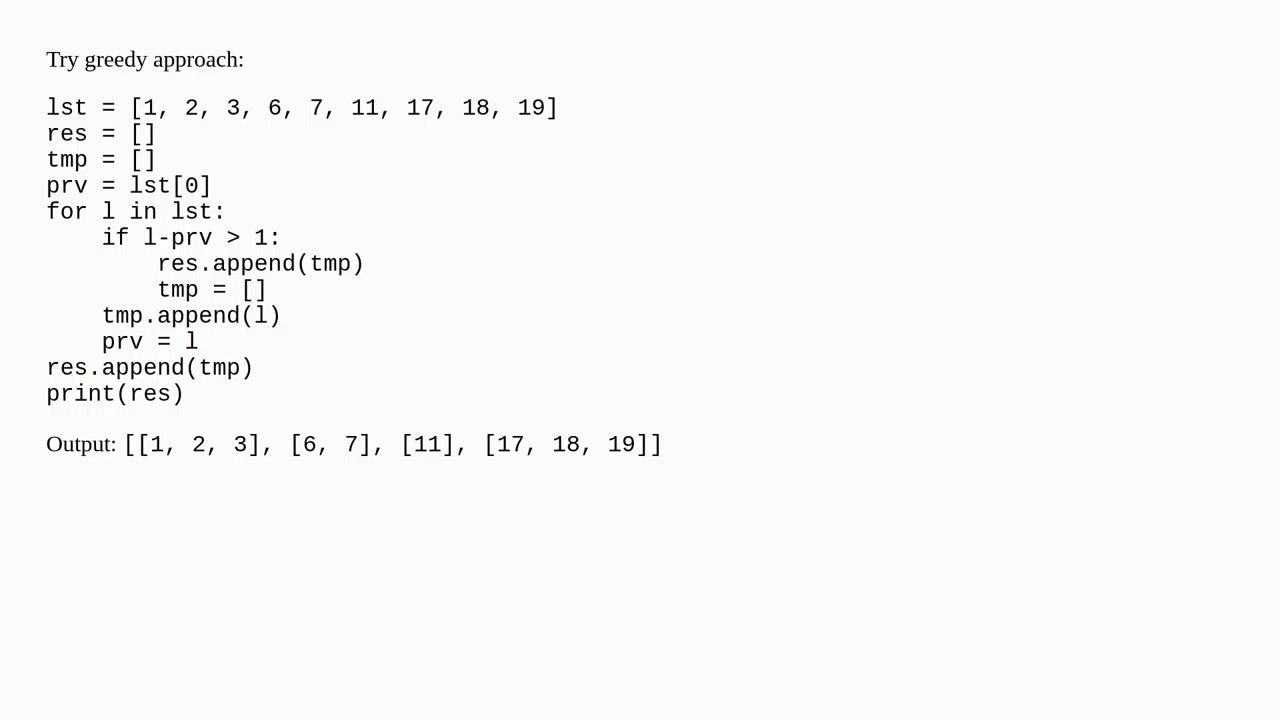 Try greedy approach:
lst = [1, 2, 3, 6, 7, 11, 17, 18, 19]
res = []
tmp = []
prv = lst[0]
for l in lst:
    if l-prv > 1:
        res.append(tmp)
        tmp = []
    tmp.append(l)
    prv = l
res.append(tmp)
print(res)
Output: [[1, 2, 3], [6, 7], [11], [17, 18, 19]]